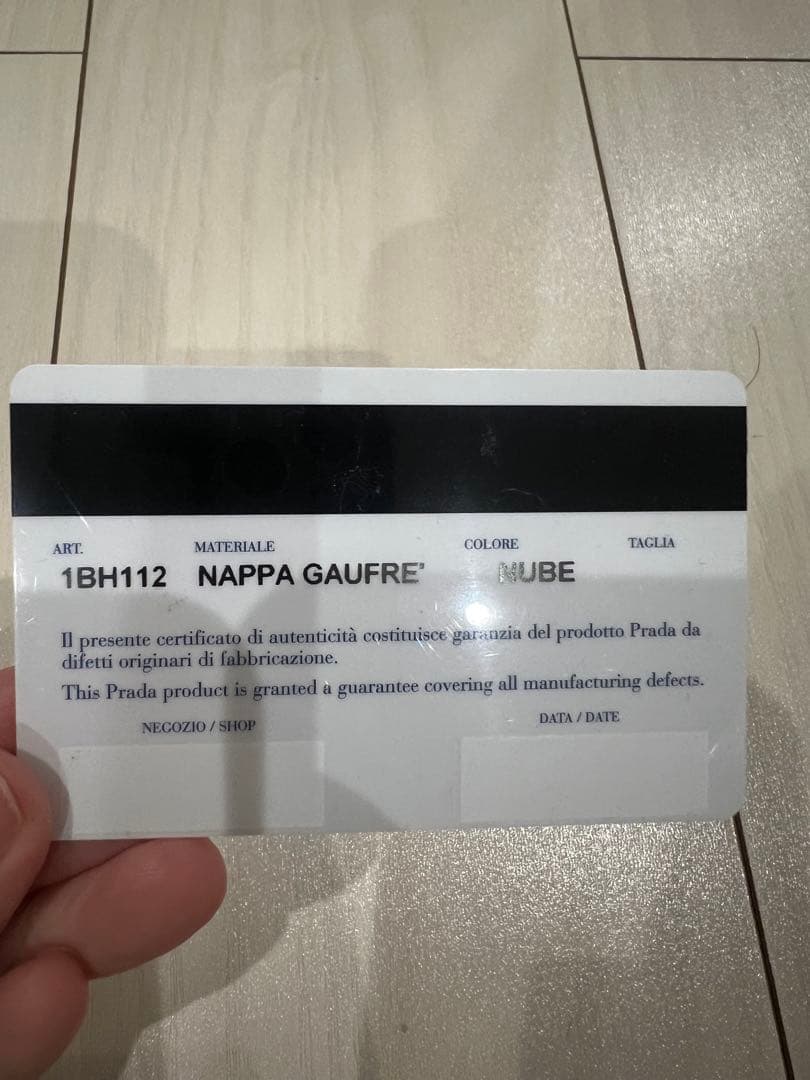 ART. MATERIALE COLORE TAGLIA
1BH112 NAPPA GAUFRE' NUBE
Il presente certificato di autenticità costituisce garanzia del prodotto Prada da
difetti originari di fabbricazione.
This Prada product is granted a guarantee covering all manufacturing defects.
NEGOZIO / SHOP DATA / DATE